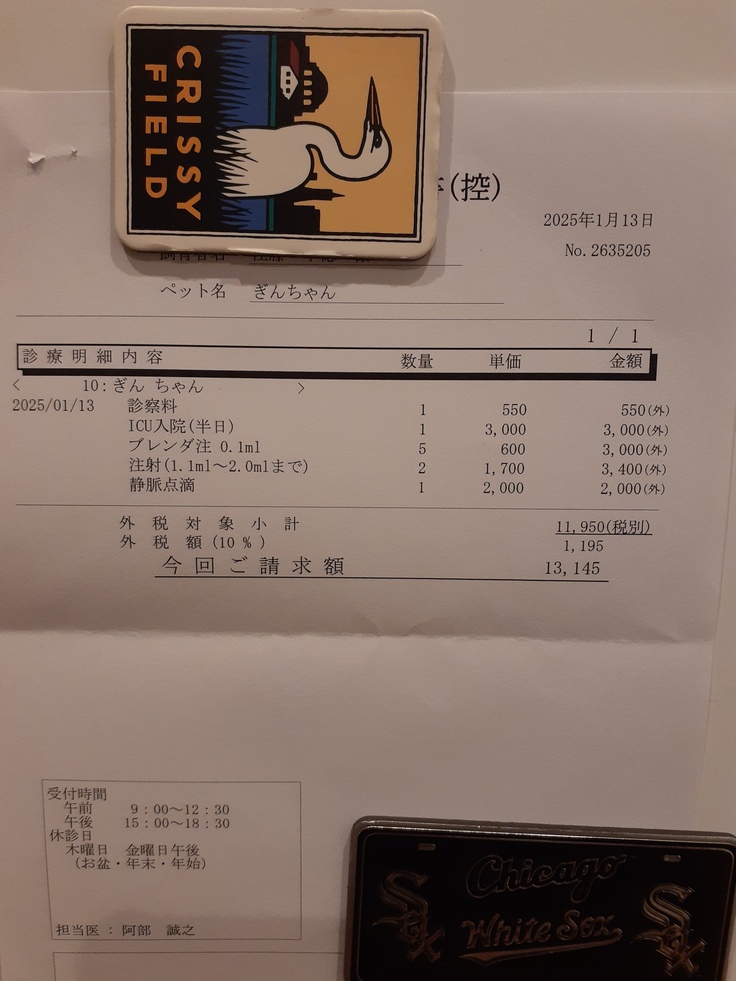 CRISSY
FIELD
(控)
2025年1月13日
No.2635205
ペット名 ぎんちゃん
1 / 1
診療明細内容 数量 単価 金額
< 10:ぎん ちゃん >
2025/01/13 診察料 1 550 550(外)
ICU入院(半日) 1 3,000 3,000(外)
ブレンダ注 0.1ml 5 600 3,000(外)
注射(1.1ml～2.0mlまで) 2 1,700 3,400(外)
静脈点滴 1 2,000 2,000(外)
外税対象小計 11,950(税別)
外税額(10%) 1,195
今回ご請求額 13,145
受付時間
午前 9:00～12:30
午後 15:00～18:30
休診日
木曜日 金曜日午後
(お盆・年末・年始)
担当医:阿部 誠之
Chicago
White Sox
Sox
Sox